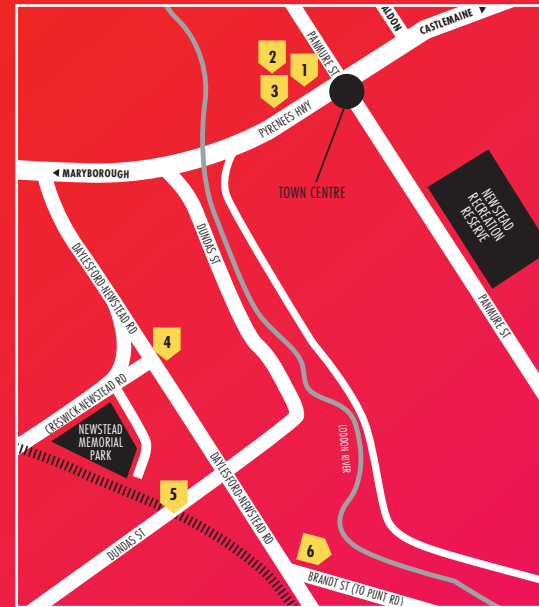 ALDON
CASTLEMAINE
PANMURE ST
2
1
3
PYRENEES HWY
MARYBOROUGH
TOWN CENTRE
NEWSTEAD
RECREATION
RESERVE
DUNDAS ST
DAYLESFORD-NEWSTEAD RD
PANMURE ST
4
CRESWICK-NEWSTEAD RD
NEWSTEAD
MEMORIAL
PARK
LODDON RIVER
DAYLESFORD-NEWSTEAD RD
5
DUNDAS ST
6
BRANDT ST (TO PUNT RD)